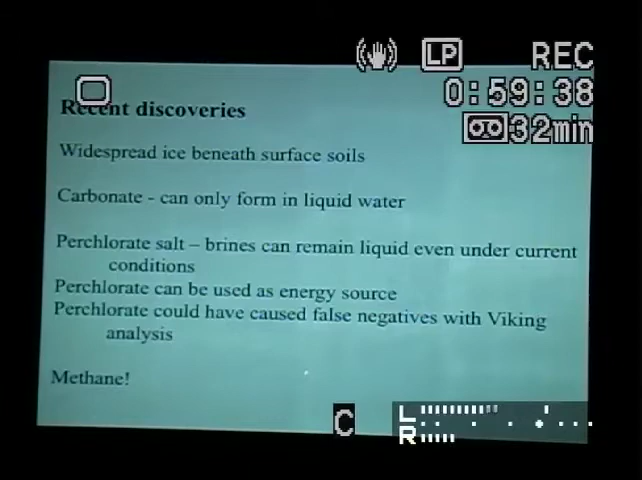 LP REC
0:59:38
32min
Recent discoveries
Widespread ice beneath surface soils
Carbonate - can only form in liquid water
Perchlorate salt – brines can remain liquid even under current
conditions
Perchlorate can be used as energy source
Perchlorate could have caused false negatives with Viking
analysis
Methane!
C
L
R